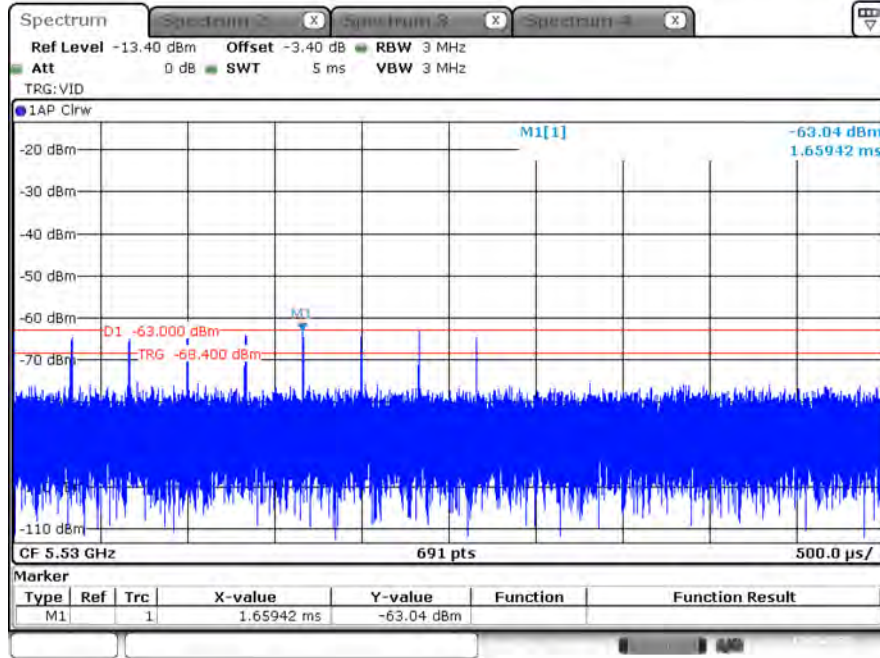 Spectrum Spectrum 2 X Spectrum 3 X Spectrum 4 X
Ref Level -13.40 dBm Offset -3.40 dB RBW 3 MHz
Att 0 dB SWT 5 ms VBW 3 MHz
TRG:VID
1AP Clrw
M1[1] -63.04 dBm
1.65942 ms
-20 dBm
-30 dBm
-40 dBm
-50 dBm
-60 dBm
M1
D1 -63.000 dBm
TRG -68.400 dBm
-70 dBm
-110 dBm
CF 5.53 GHz 691 pts 500.0 µs/
Marker
Type Ref Trc X-value Y-value Function Function Result
M1 1 1.65942 ms -63.04 dBm